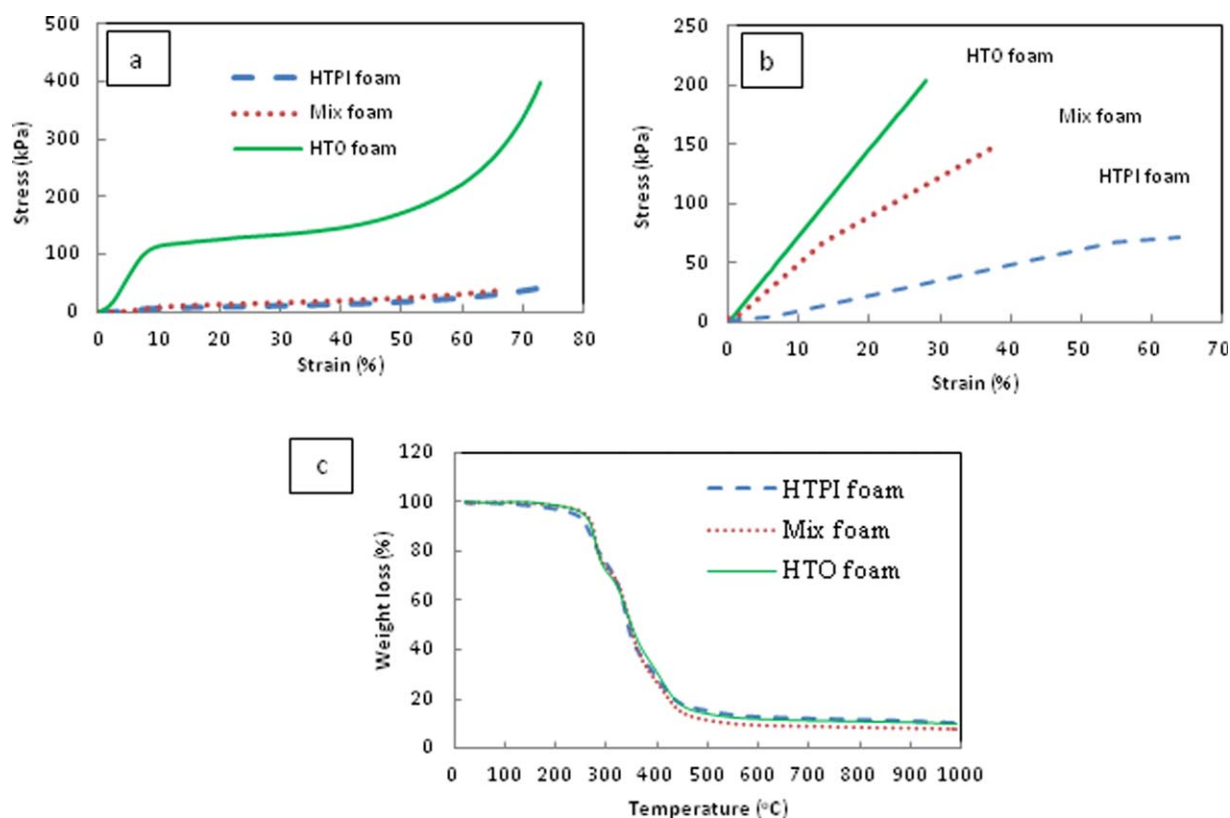 a
500
400
300
200
100
0
Stress (kPa)
HTPI foam
Mix foam
HTO foam
0 10 20 30 40 50 60 70 80
Strain (%)
b
250
200
150
100
50
0
Stress (kPa)
HTO foam
Mix foam
HTPI foam
0 10 20 30 40 50 60 70
Strain (%)
c
120
100
80
60
40
20
0
Weight loss (%)
HTPI foam
Mix foam
HTO foam
0 100 200 300 400 500 600 700 800 900 1000
Temperature (°C)